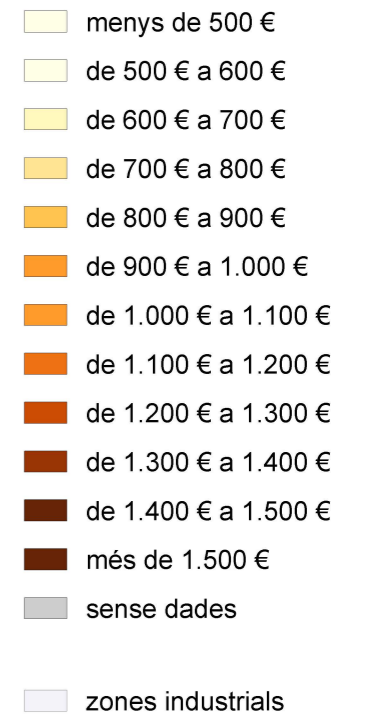 menys de 500 €
de 500 € a 600 €
de 600 € a 700 €
de 700 € a 800 €
de 800 € a 900 €
de 900 € a 1.000 €
de 1.000 € a 1.100 €
de 1.100 € a 1.200 €
de 1.200 € a 1.300 €
de 1.300 € a 1.400 €
de 1.400 € a 1.500 €
més de 1.500 €
sense dades
zones industrials